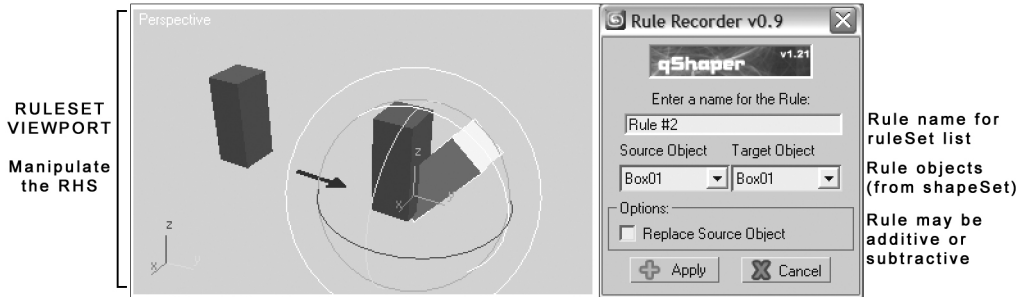 RULESET
VIEWPORT
Manipulate
the RHS
Perspective
z
y
x
z
x
y
Rule Recorder v0.9
qShaper
v1.21
Enter a name for the Rule:
Rule #2
Source Object
Target Object
Box01
Box01
Options:
Replace Source Object
Apply
Cancel
Rule name for
ruleSet list
Rule objects
(from shapeSet)
Rule may be
additive or
subtractive